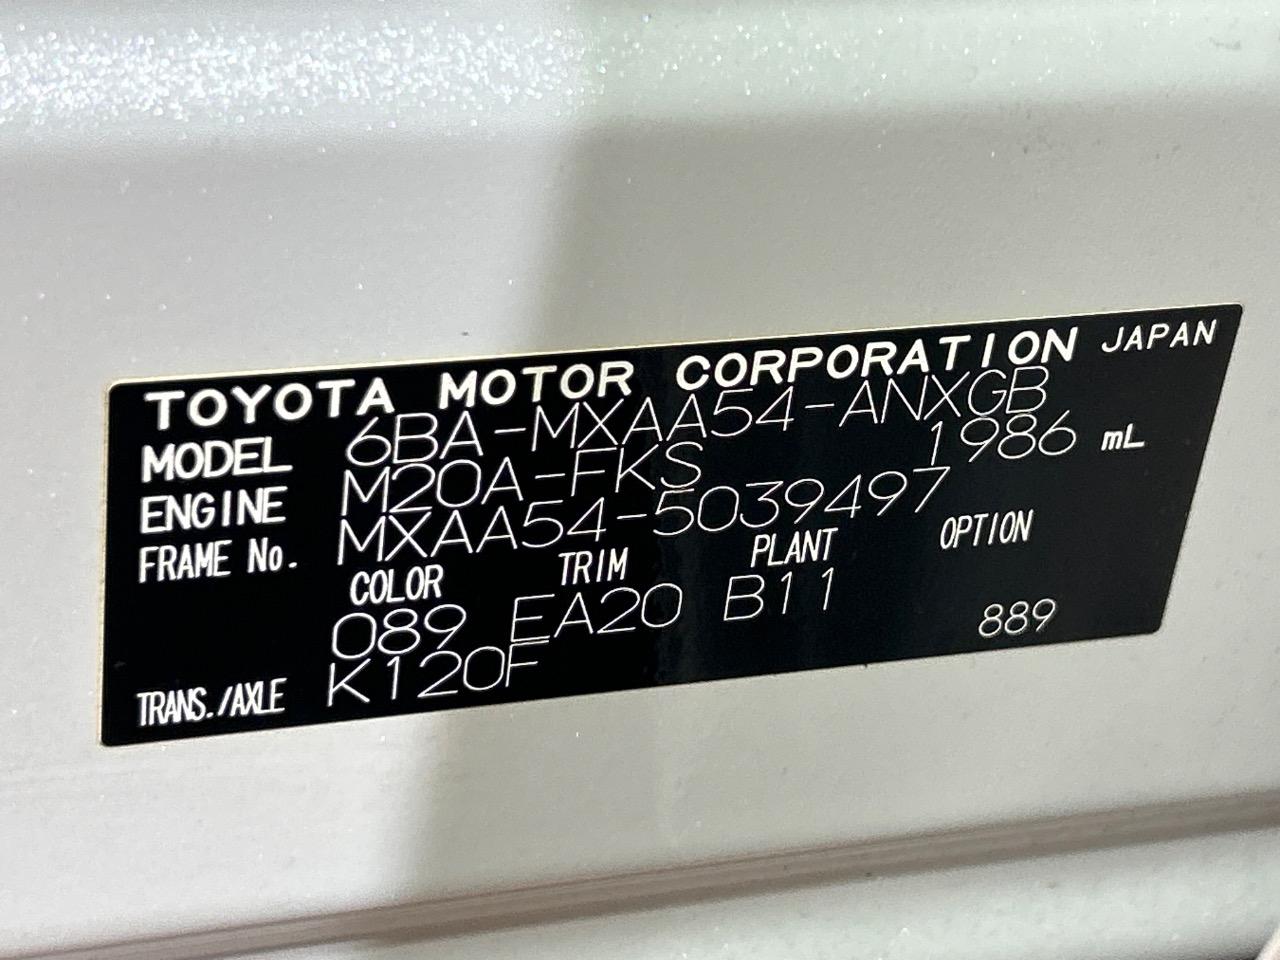 TOYOTA MOTOR CORPORATION JAPAN
MODEL 6BA-MXAA54-ANXGB
ENGINE M20A-FKS 1986 mL
FRAME No. MXAA54-5039497
COLOR TRIM PLANT OPTION
089 EA20 B11 889
TRANS./AXLE K120F